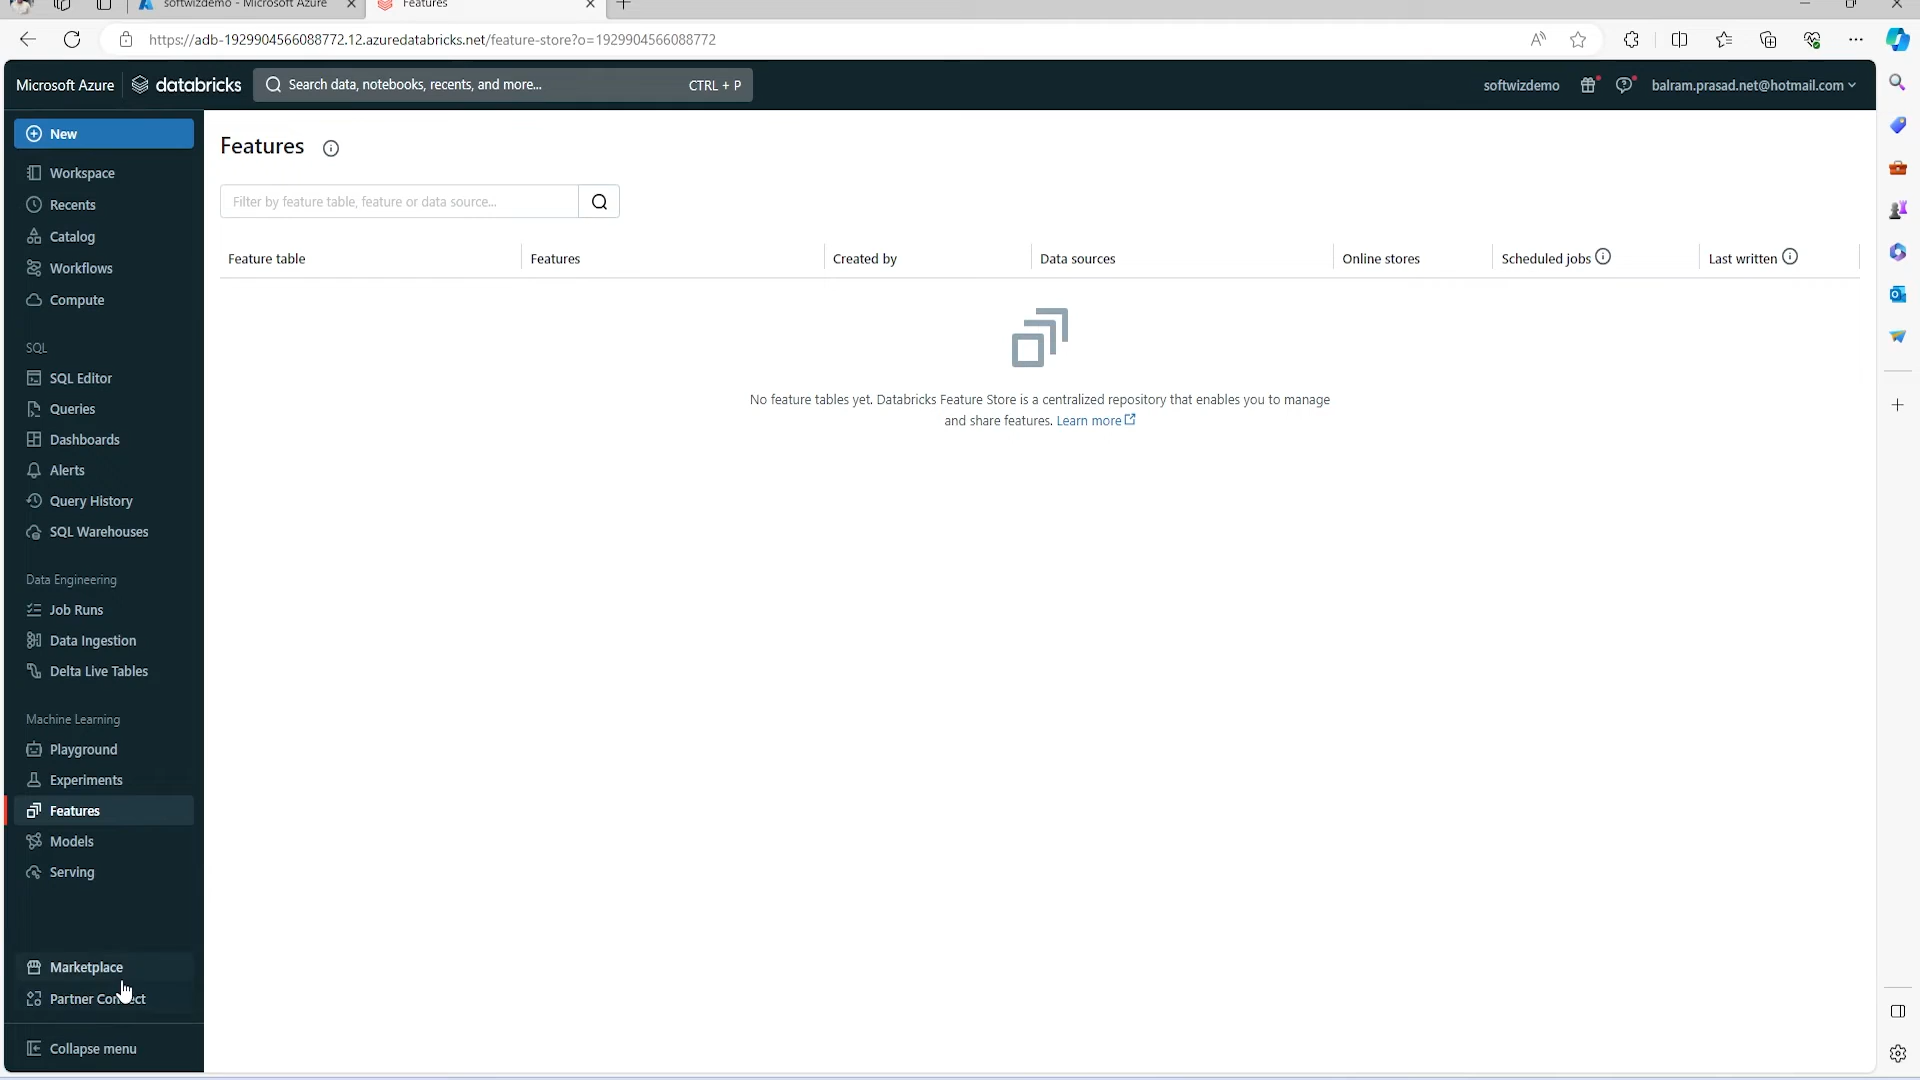 softwizdemo - Microsoft Azure
Features
https://adb-1929904566088772.12.azuredatabricks.net/feature-store?o=1929904566088772
Microsoft Azure
databricks
Search data, notebooks, recents, and more...
CTRL + P
softwizdemo
balram.prasad.net@hotmail.com
New
Workspace
Recents
Catalog
Workflows
Compute
SQL
SQL Editor
Queries
Dashboards
Alerts
Query History
SQL Warehouses
Data Engineering
Job Runs
Data Ingestion
Delta Live Tables
Machine Learning
Playground
Experiments
Features
Models
Serving
Marketplace
Partner Connect
Collapse menu
Features
Filter by feature table, feature or data source...
Feature table
Features
Created by
Data sources
Online stores
Scheduled jobs
Last written
No feature tables yet. Databricks Feature Store is a centralized repository that enables you to manage
and share features. Learn more